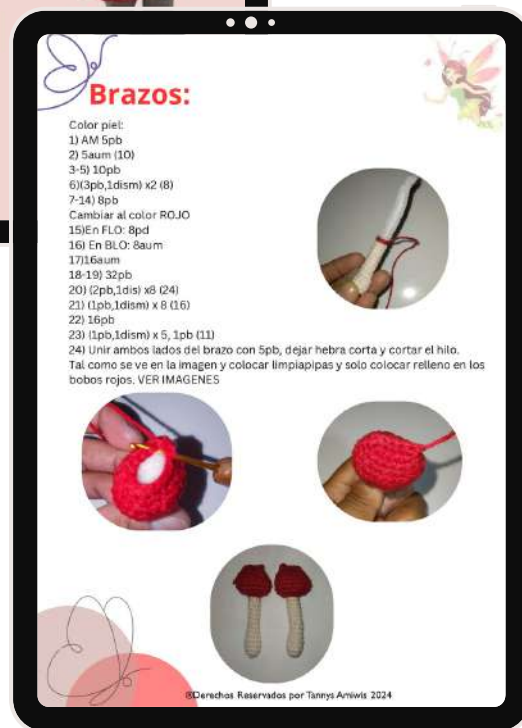 Brazos:
Color piel:
1) AM 5pb
2) 5aum (10)
3-5) 10pb
6)(3pb,1dism) x2 (8)
7-14) 8pb
Cambiar al color ROJO
15)En FLO: 8pd
16) En BLO: 8aum
17)16aum
18-19) 32pb
20) (2pb,1dis) x8 (24)
21) (1pb,1dism) x 8 (16)
22) 16pb
23) (1pb,1dism) x 5, 1pb (11)
24) Unir ambos lados del brazo con 5pb, dejar hebra corta y cortar el hilo.
Tal como se ve en la imagen y colocar limpiapipas y solo colocar relleno en los
bobos rojos. VER IMAGENES
®Derechos Reservados por Tannys Amiwis 2024